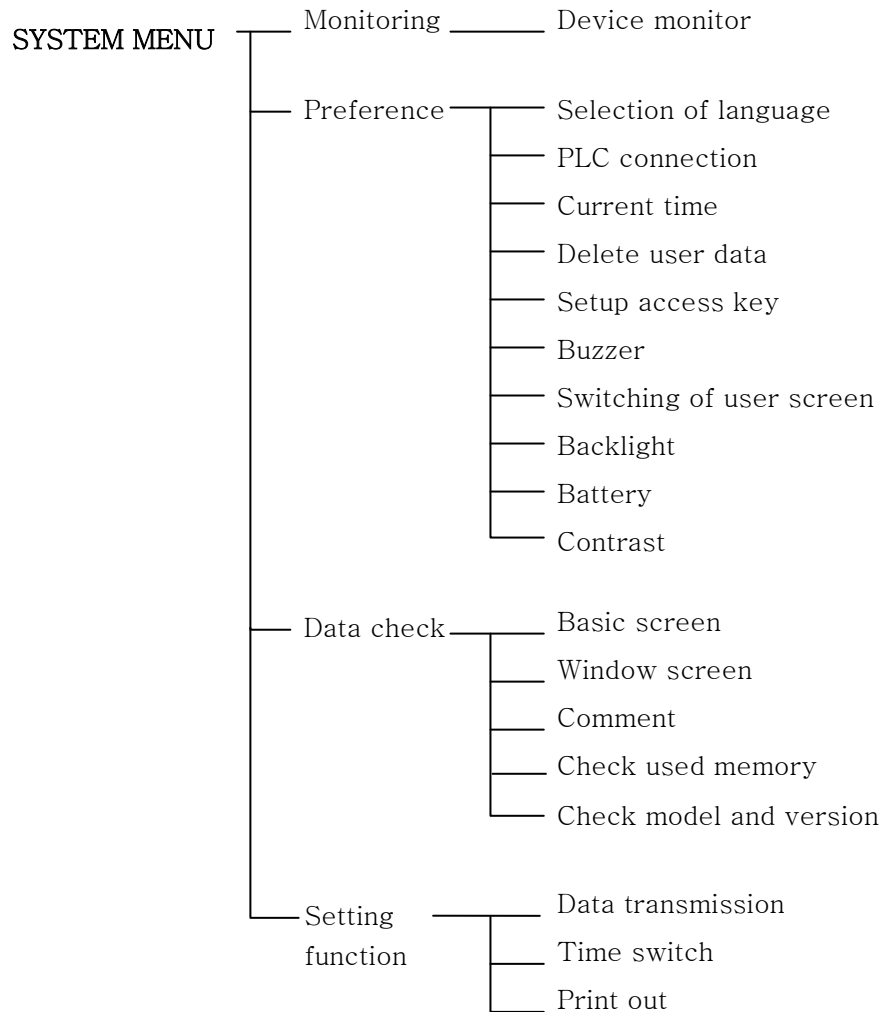 SYSTEM MENU
Monitoring
Device monitor
Preference
Selection of language
PLC connection
Current time
Delete user data
Setup access key
Buzzer
Switching of user screen
Backlight
Battery
Contrast
Data check
Basic screen
Window screen
Comment
Check used memory
Check model and version
Setting
function
Data transmission
Time switch
Print out